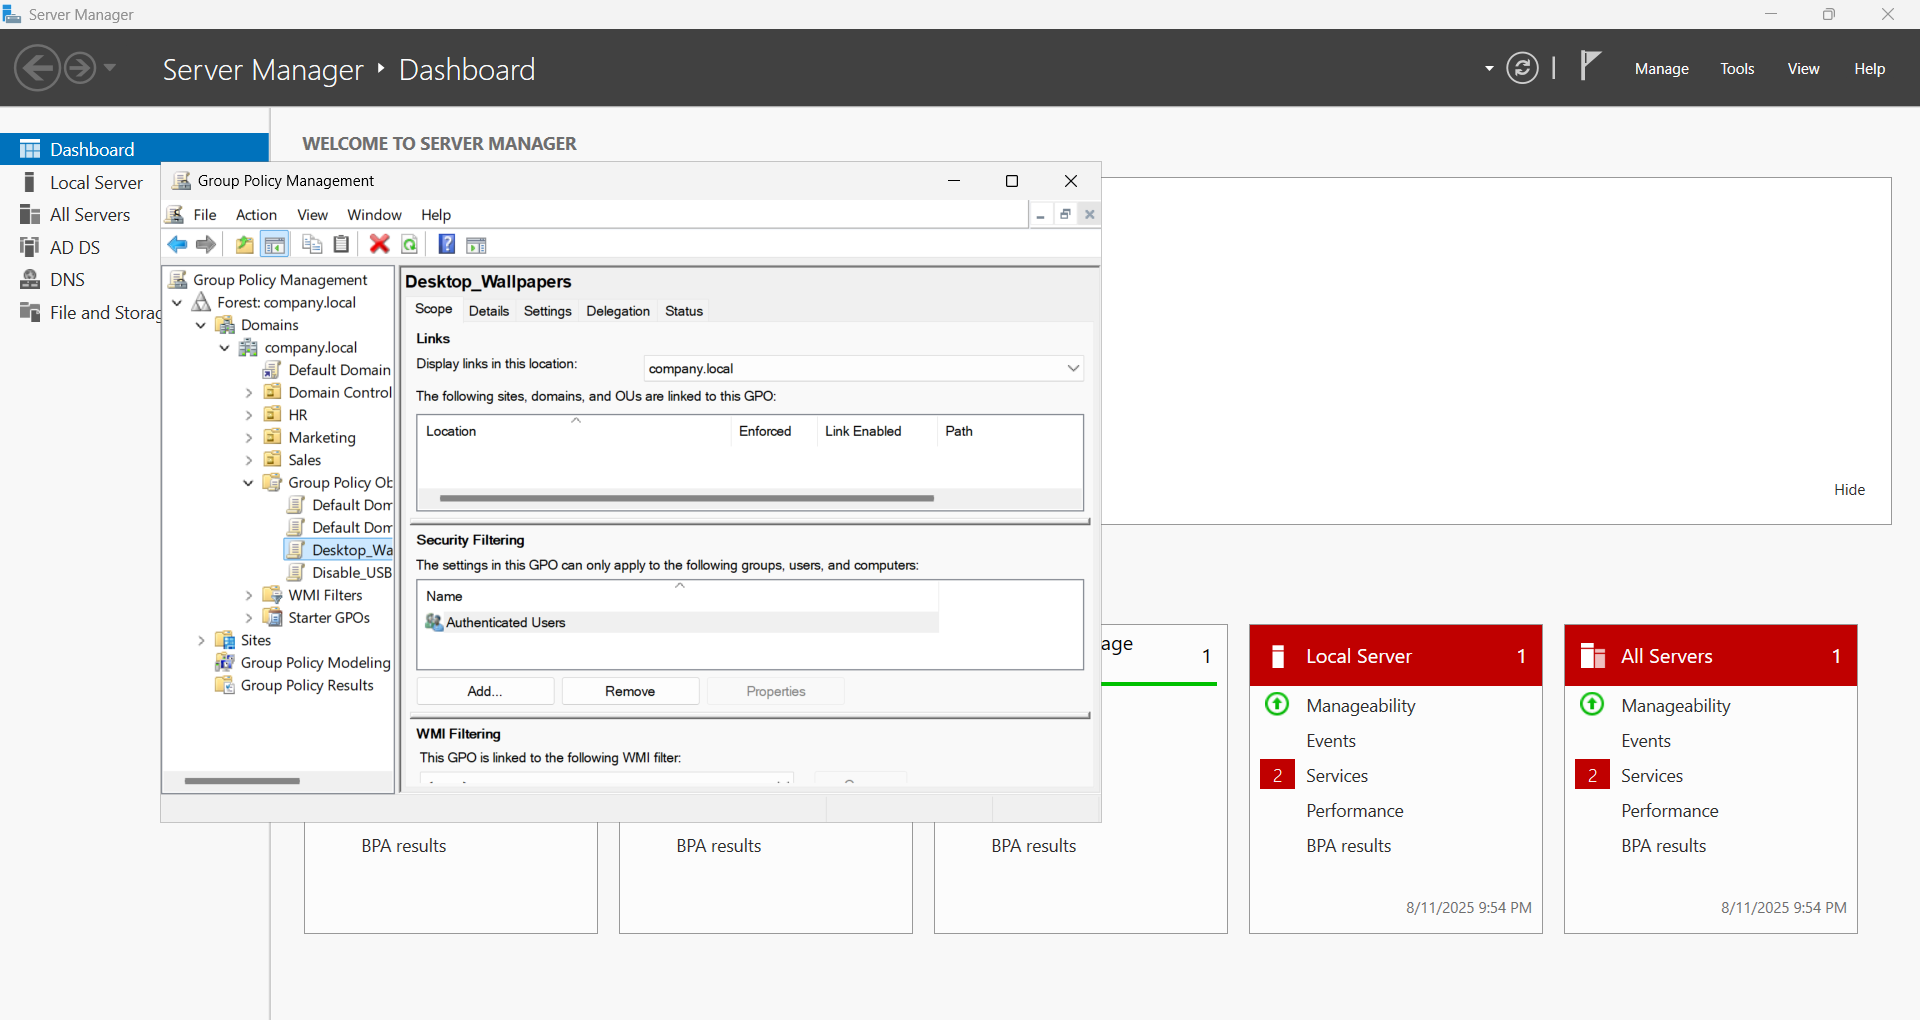 Server Manager
Server Manager ‣ Dashboard
Manage
Tools
View
Help
Dashboard
Local Server
All Servers
AD DS
DNS
File and Storag
WELCOME TO SERVER MANAGER
Hide
Group Policy Management
File
Action
View
Window
Help
Group Policy Management
Forest: company.local
Domains
company.local
Default Domain
Domain Control
HR
Marketing
Sales
Group Policy Ob
Default Dom
Default Dom
Desktop_Wa
Disable_USB
WMI Filters
Starter GPOs
Sites
Group Policy Modeling
Group Policy Results
Desktop_Wallpapers
Scope
Details
Settings
Delegation
Status
Links
Display links in this location:
company.local
The following sites, domains, and OUs are linked to this GPO:
Location
Enforced
Link Enabled
Path
Security Filtering
The settings in this GPO can only apply to the following groups, users, and computers:
Name
Authenticated Users
Add...
Remove
Properties
WMI Filtering
This GPO is linked to the following WMI filter:
BPA results
BPA results
age
1
BPA results
Local Server
1
Manageability
Events
2
Services
Performance
BPA results
8/11/2025 9:54 PM
All Servers
1
Manageability
Events
2
Services
Performance
BPA results
8/11/2025 9:54 PM